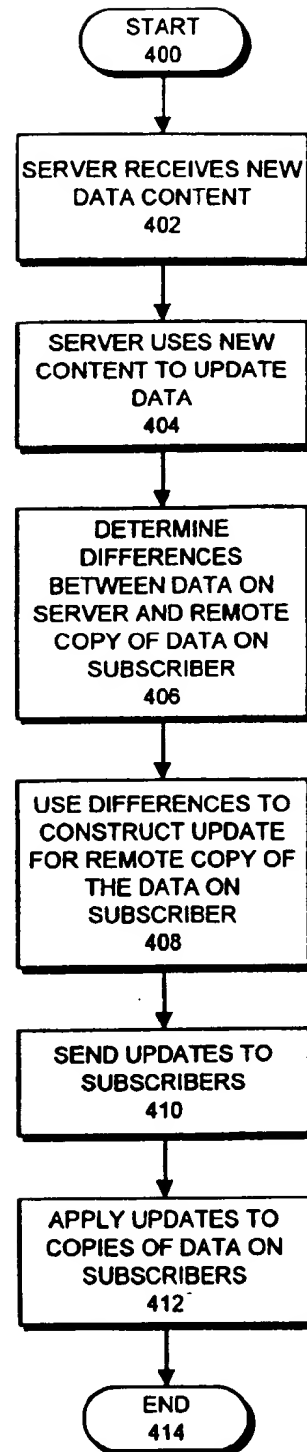 START
400
SERVER RECEIVES NEW
DATA CONTENT
402
SERVER USES NEW
CONTENT TO UPDATE
DATA
404
DETERMINE
DIFFERENCES
BETWEEN DATA ON
SERVER AND REMOTE
COPY OF DATA ON
SUBSCRIBER
406
USE DIFFERENCES TO
CONSTRUCT UPDATE
FOR REMOTE COPY OF
THE DATA ON
SUBSCRIBER
408
SEND UPDATES TO
SUBSCRIBERS
410
APPLY UPDATES TO
COPIES OF DATA ON
SUBSCRIBERS
412
END
414